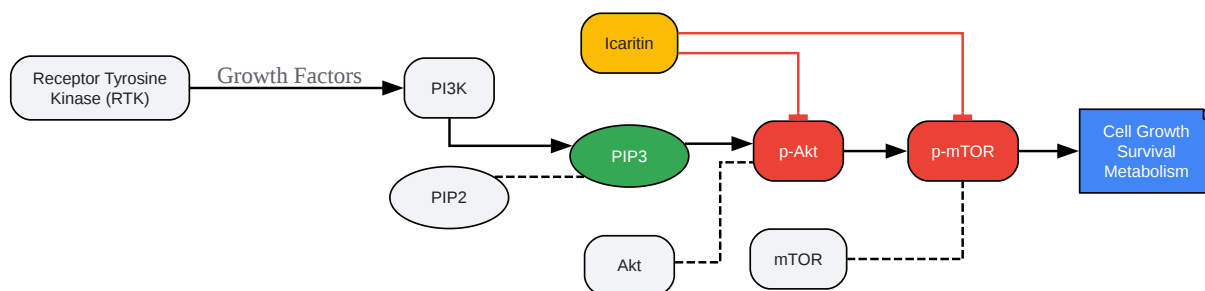 Icaritin
Receptor Tyrosine
Kinase (RTK)
Growth Factors
PI3K
PIP3
p-Akt
p-mTOR
Cell Growth
Survival
Metabolism
PIP2
Akt
mTOR